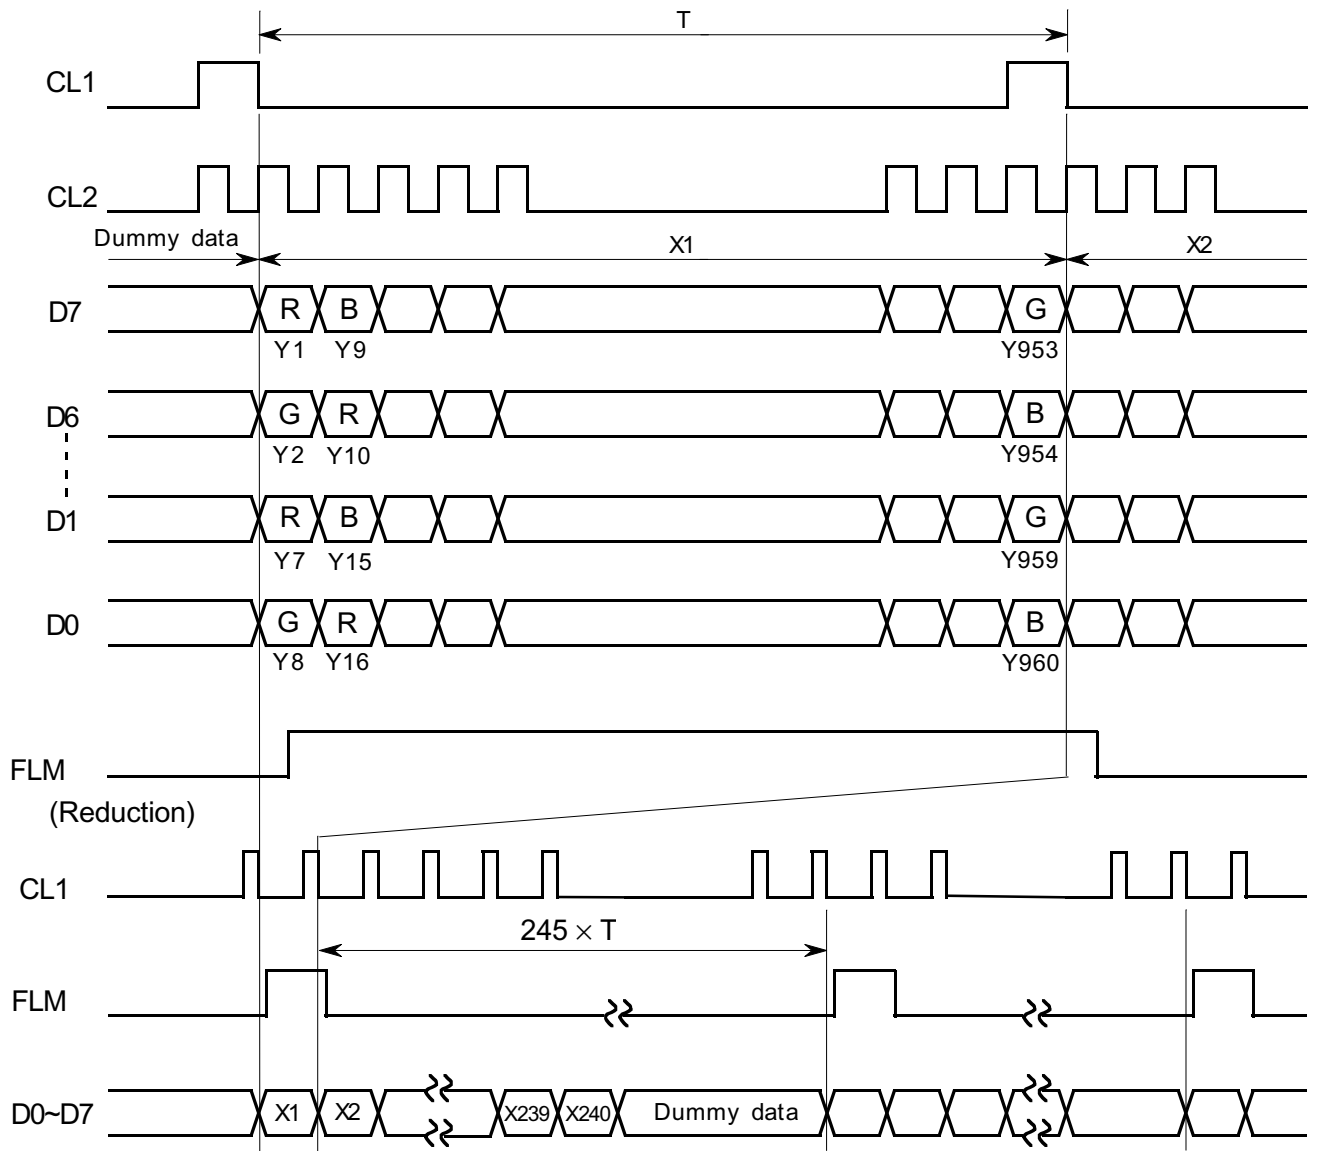 T
CL1
CL2
Dummy data X1 X2
D7 R B G
Y1 Y9 Y953
D6 G R B
Y2 Y10 Y954
D1 R B G
Y7 Y15 Y959
D0 G R B
Y8 Y16 Y960
FLM
(Reduction)
CL1
245 × T
FLM
D0~D7 X1 X2 X239 X240 Dummy data